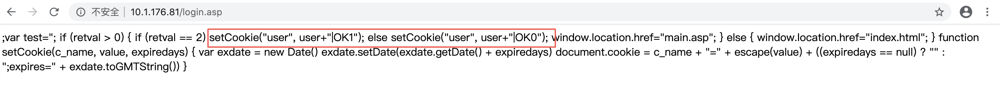 不安全 10.1.176.81/login.asp
;var test="; if (retval > 0) { if (retval == 2) setCookie("user", user+"|OK1"); else setCookie("user", user+"|OK0"); window.location.href="main.asp"; } else { window.location.href="index.html"; } function
setCookie(c_name, value, expiredays) { var exdate = new Date() exdate.setDate(exdate.getDate() + expiredays) document.cookie = c_name + "=" + escape(value) + ((expiredays == null) ? "" :
";expires=" + exdate.toGMTString()) }